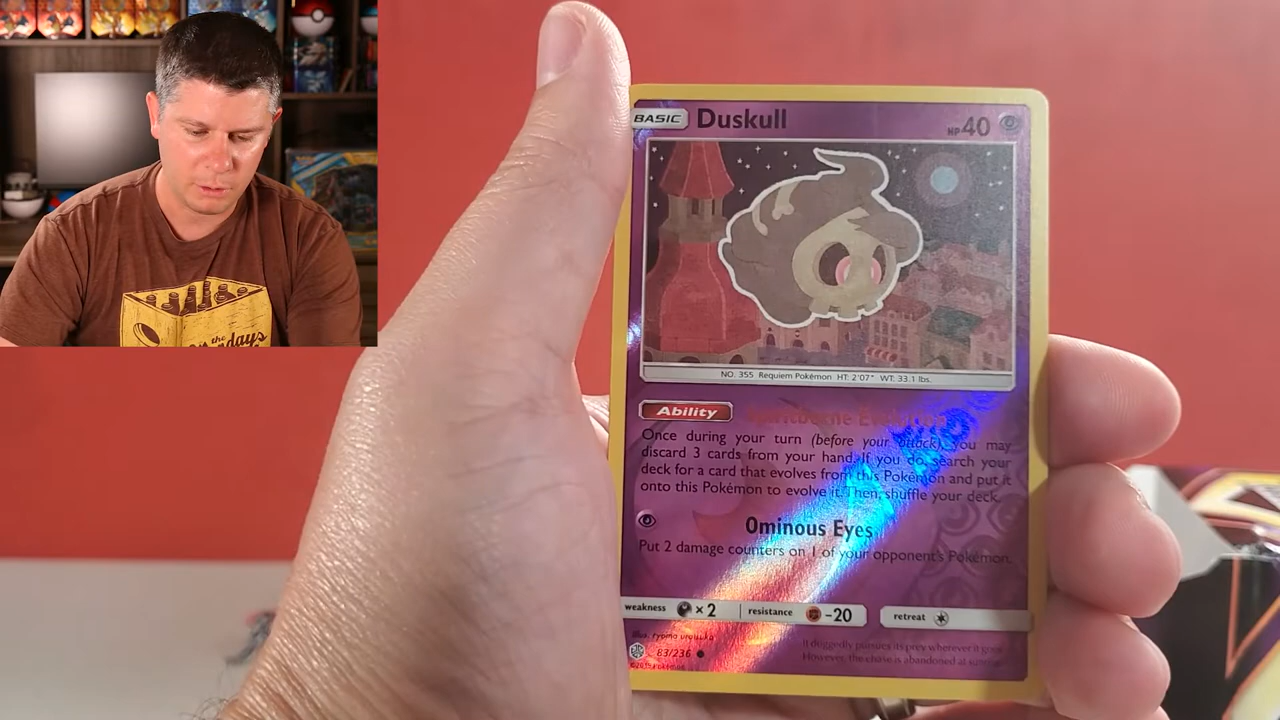 BASIC Duskull HP 40
NO. 355 Requiem Pokémon HT: 2'07" WT: 33.1 lbs.
Ability
Once during your turn (before your attack), you may
discard 3 cards from your hand. If you do, search your
deck for a card that evolves from this Pokémon and put it
onto this Pokémon to evolve it. Then, shuffle your deck.
Ominous Eyes
Put 2 damage counters on 1 of your opponent's Pokémon.
weakness ×2 resistance -20 retreat
Illus.
83/236
It doggedly pursues its prey wherever it goes.
However, the chase is abandoned at sunrise.
the